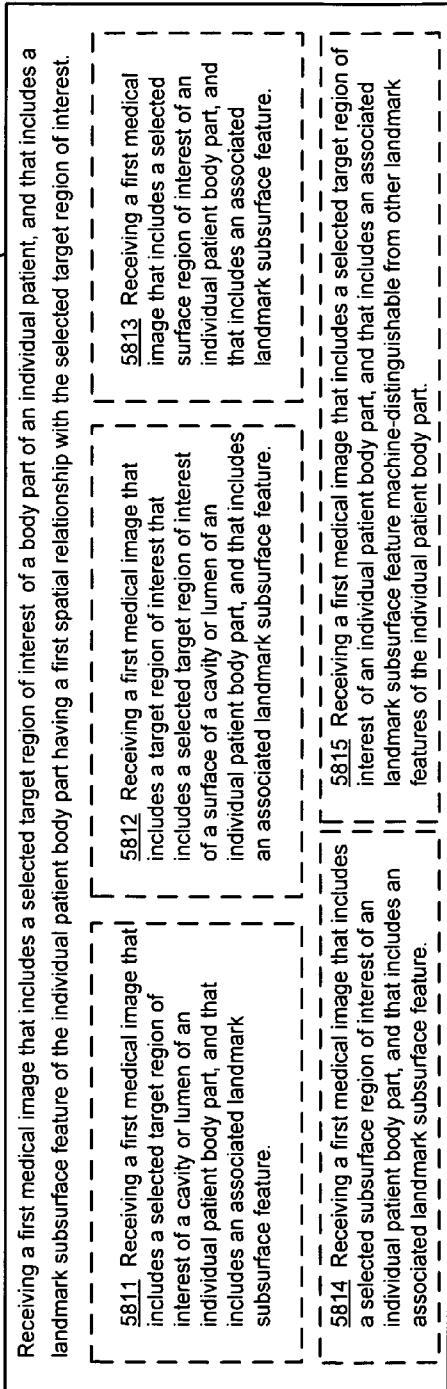 Receiving a first medical image that includes a selected target region of interest of a body part of an individual patient, and that includes a
landmark subsurface feature of the individual patient body part having a first spatial relationship with the selected target region of interest.
5811 Receiving a first medical image that
includes a selected target region of
interest of a cavity or lumen of an
individual patient body part, and that
includes an associated landmark
subsurface feature.
5812 Receiving a first medical image that
includes a target region of interest that
includes a selected target region of interest
of a surface of a cavity or lumen of an
individual patient body part, and that includes
an associated landmark subsurface feature.
5813 Receiving a first medical
image that includes a selected
surface region of interest of an
individual patient body part, and
that includes an associated
landmark subsurface feature.
5814 Receiving a first medical image that includes
a selected subsurface region of interest of an
individual patient body part, and that includes an
associated landmark subsurface feature.
5815 Receiving a first medical image that includes a selected target region of
interest of an individual patient body part, and that includes an associated
landmark subsurface feature machine-distinguishable from other landmark
features of the individual patient body part.